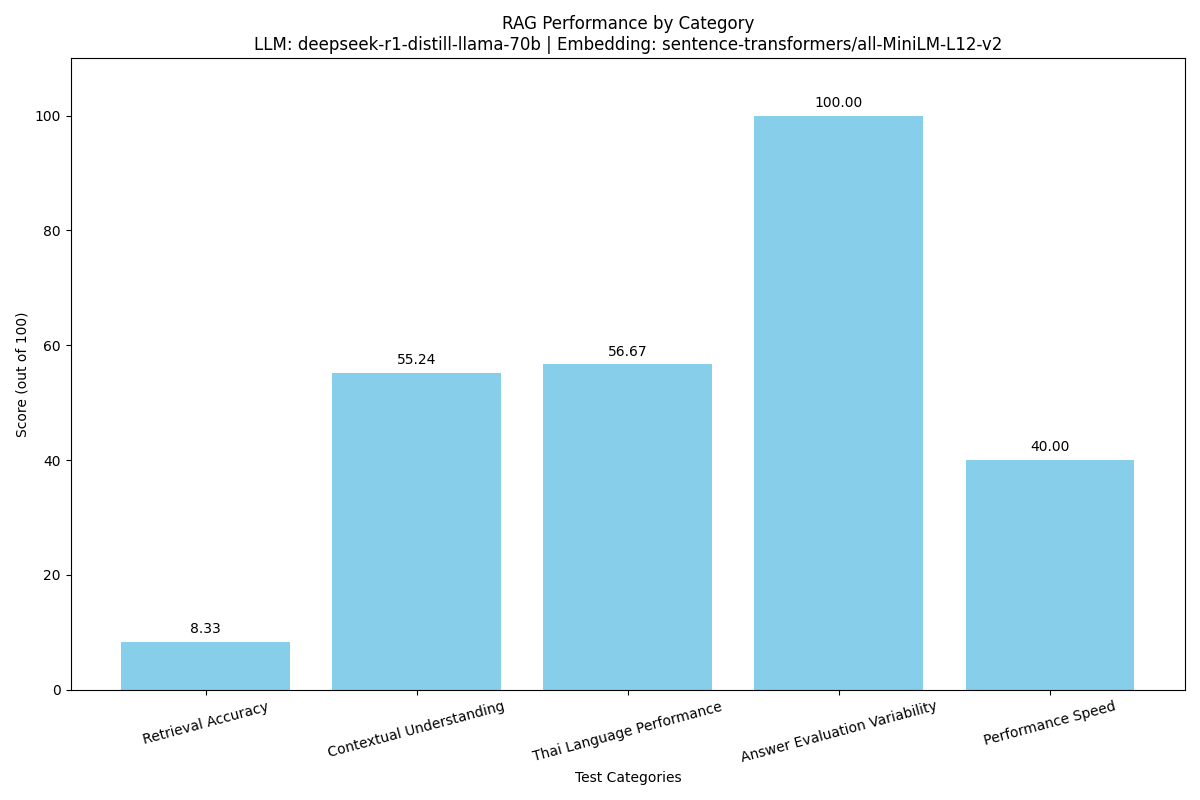 RAG Performance by Category
LLM: deepseek-r1-distill-llama-70b | Embedding: sentence-transformers/all-MiniLM-L12-v2
Score (out of 100)
100
80
60
40
20
0
8.33
55.24
56.67
100.00
40.00
Retrieval Accuracy
Contextual Understanding
Thai Language Performance
Answer Evaluation Variability
Performance Speed
Test Categories